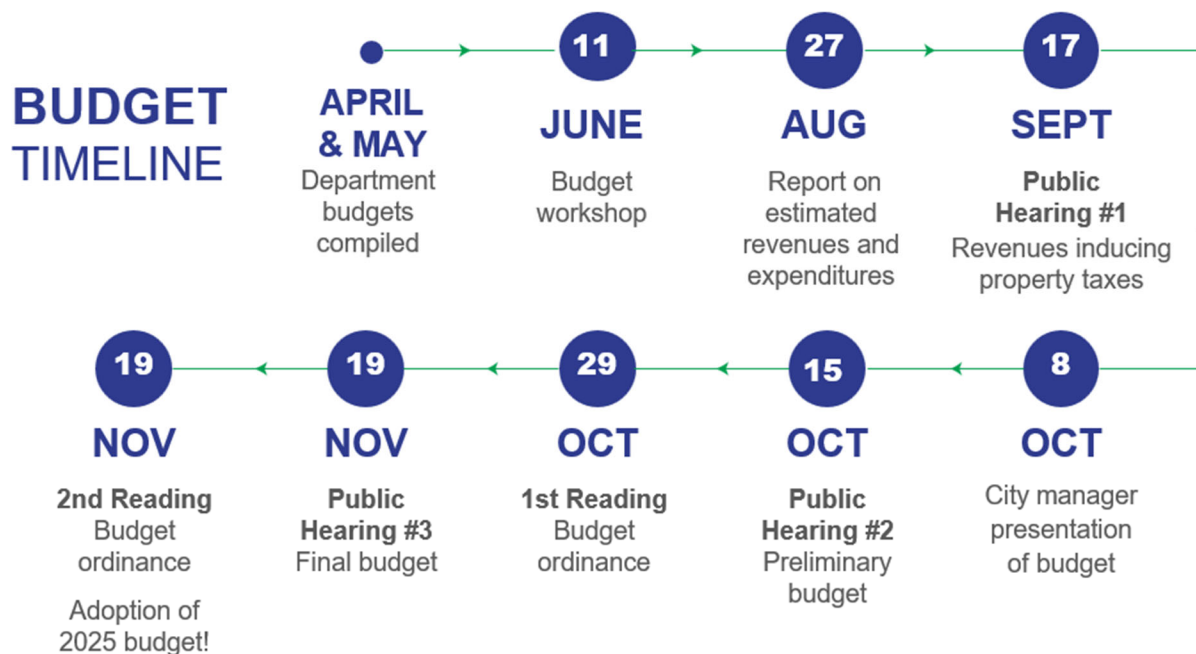 BUDGET
TIMELINE
APRIL
& MAY
Department
budgets
compiled
11
JUNE
Budget
workshop
27
AUG
Report on
estimated
revenues and
expenditures
17
SEPT
Public
Hearing #1
Revenues inducing
property taxes
8
OCT
City manager
presentation
of budget
15
OCT
Public
Hearing #2
Preliminary
budget
29
OCT
1st Reading
Budget
ordinance
19
NOV
Public
Hearing #3
Final budget
19
NOV
2nd Reading
Budget
ordinance
Adoption of
2025 budget!